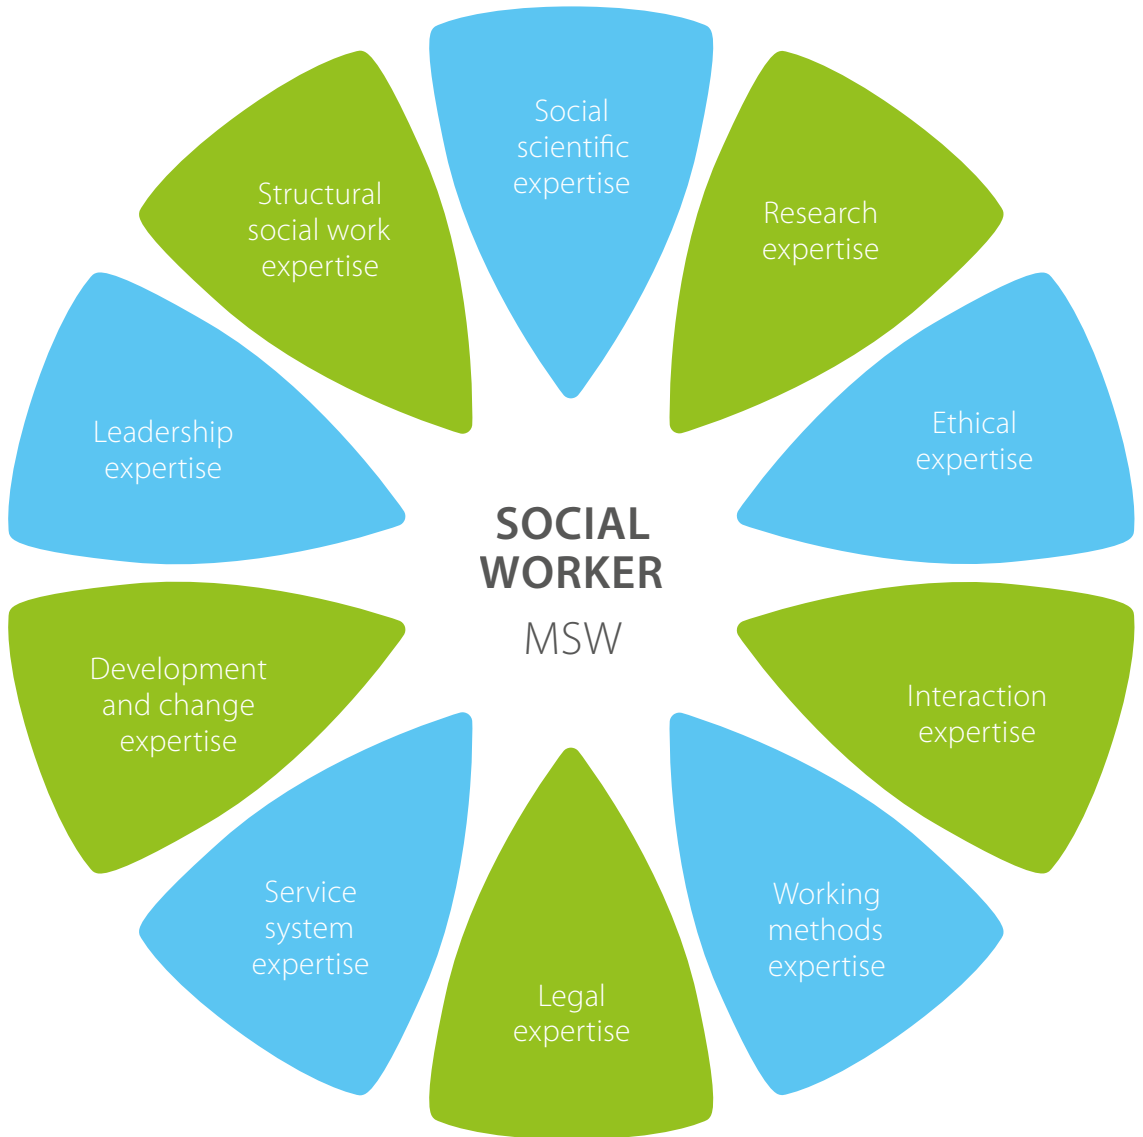 Social
scientific
expertise
Research
expertise
Ethical
expertise
Interaction
expertise
Working
methods
expertise
Legal
expertise
Service
system
expertise
Development
and change
expertise
Leadership
expertise
Structural
social work
expertise
SOCIAL
WORKER
MSW